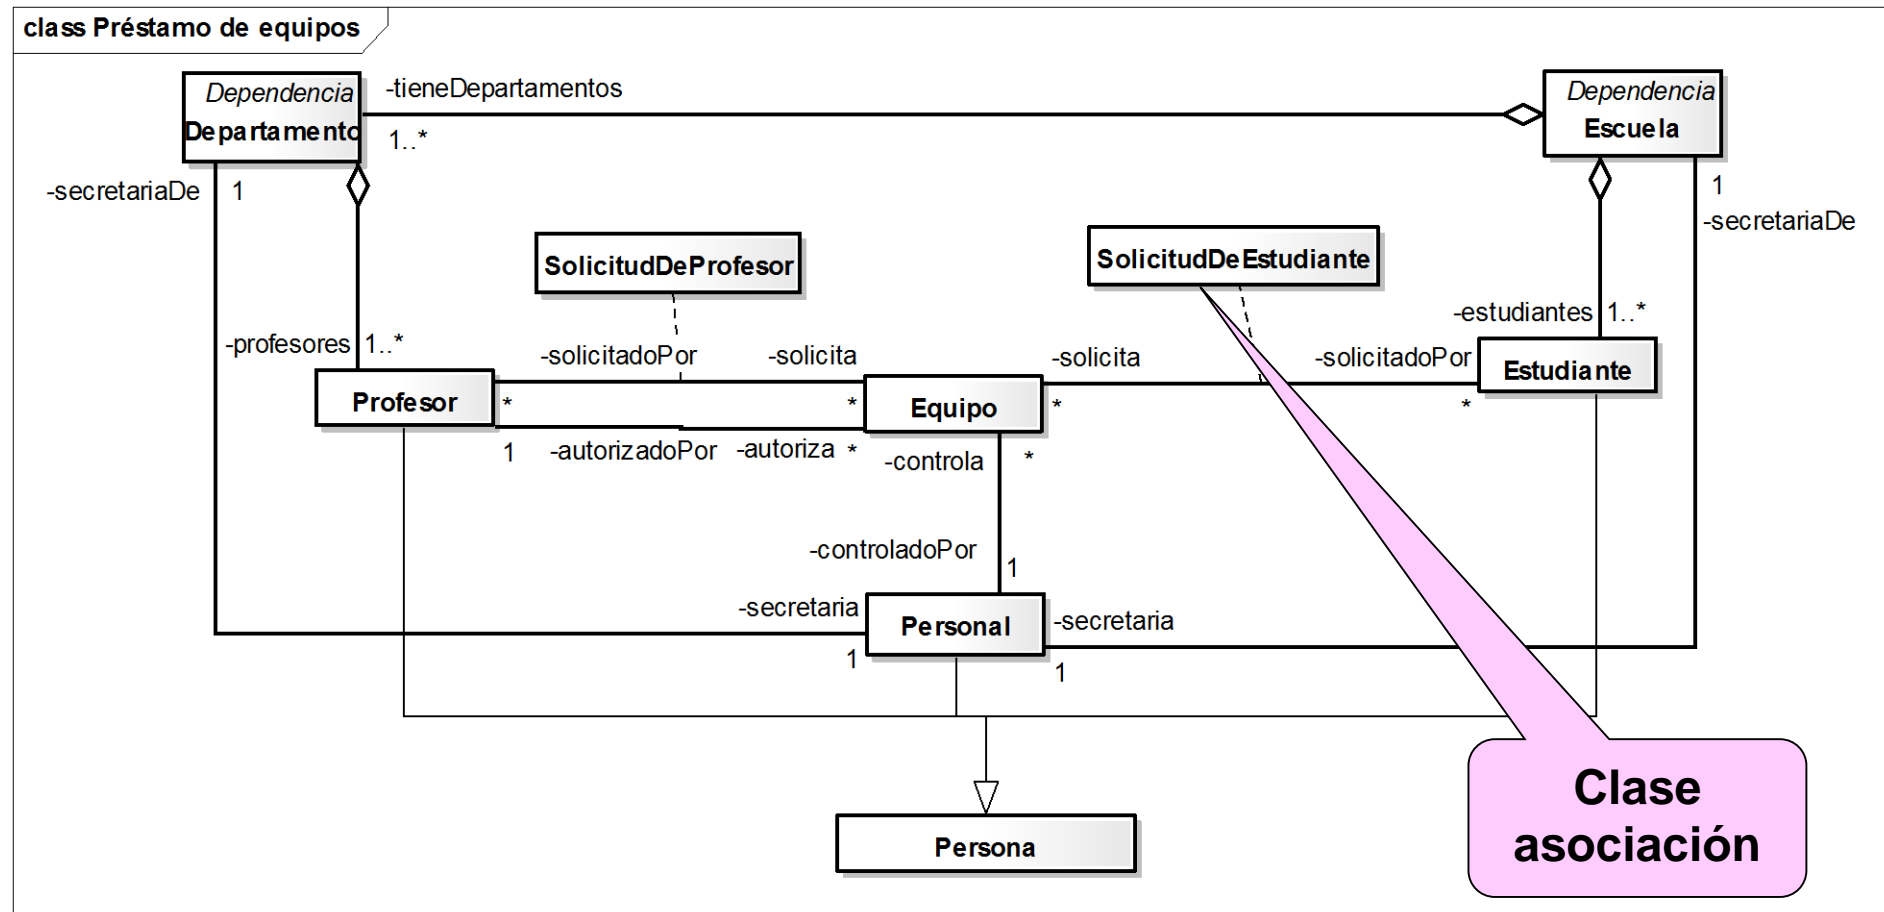 class Préstamo de equipos
Dependencia
Departamento
-tieneDepartamentos
1..*
Dependencia
Escuela
-secretariaDe
1
1
-secretariaDe
SolicitudDeProfesor
SolicitudDeEstudiante
-profesores
1..*
-estudiantes
1..*
-solicitadoPor
-solicita
-solicita
-solicitadoPor
Profesor
*
*
Equipo
*
*
Estudiante
1
-autorizadoPor
-autoriza
*
-controla
*
-controladoPor
1
-secretaria
1
Personal
-secretaria
1
Persona
Clase
asociación